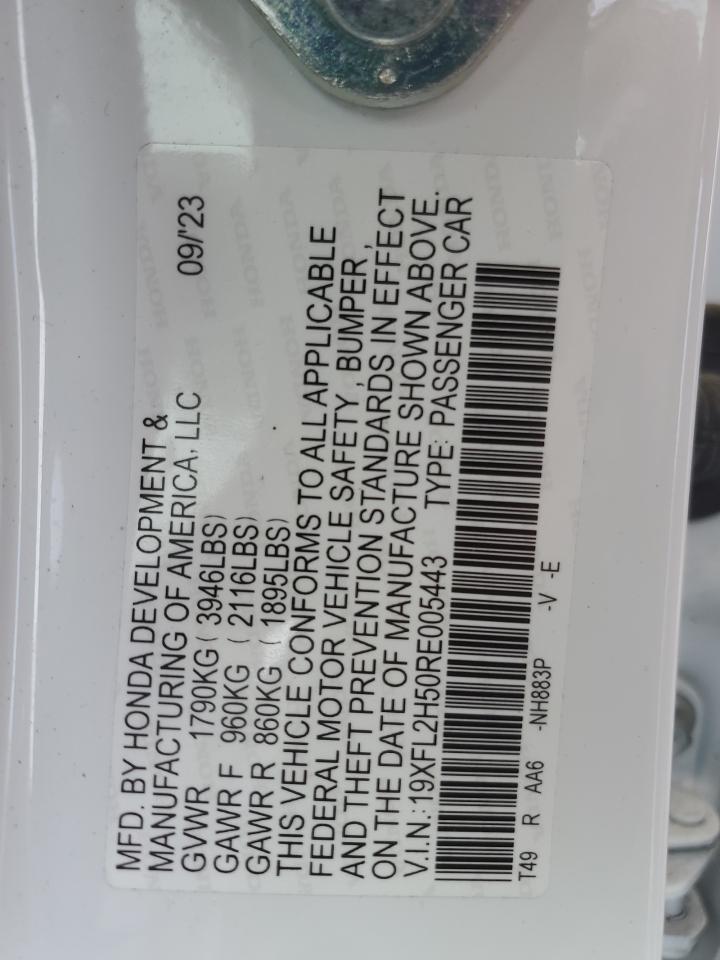 MFD. BY HONDA DEVELOPMENT &
MANUFACTURING OF AMERICA, LLC 09/'23
GVWR 1790KG ( 3946LBS)
GAWR F 960KG ( 2116LBS)
GAWR R 860KG ( 1895LBS)
THIS VEHICLE CONFORMS TO ALL APPLICABLE
FEDERAL MOTOR VEHICLE SAFETY , BUMPER ,
AND THEFT PREVENTION STANDARDS IN EFFECT
ON THE DATE OF MANUFACTURE SHOWN ABOVE.
V.I.N.: 19XFL2H50RE005443 TYPE: PASSENGER CAR
T49 R AA6 -NH883P -V -E